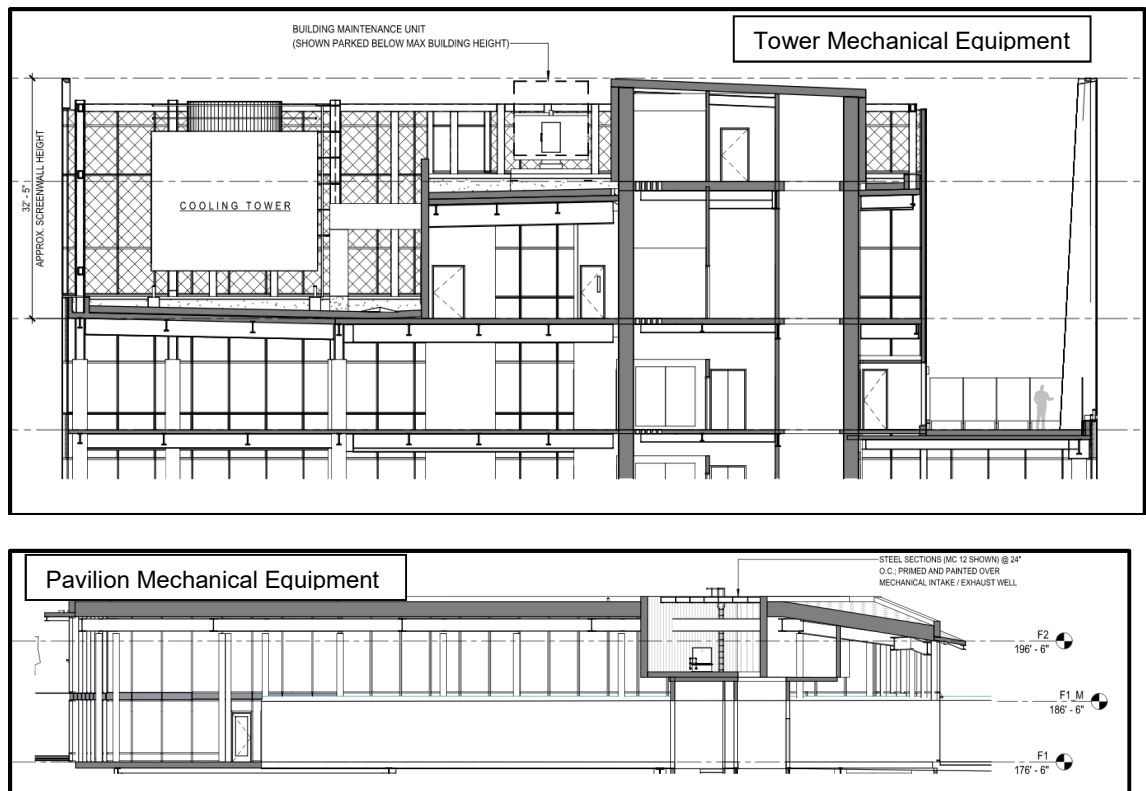 BUILDING MAINTENANCE UNIT
(SHOWN PARKED BELOW MAX BUILDING HEIGHT)
Tower Mechanical Equipment
32' - 5"
APPROX. SCREENWALL HEIGHT
COOLING TOWER
Pavilion Mechanical Equipment
STEEL SECTIONS (MC 12 SHOWN) @ 24"
O.C.; PRIMED AND PAINTED OVER
MECHANICAL INTAKE / EXHAUST WELL
F2
196' - 6"
F1_M
186' - 6"
F1
176' - 6"